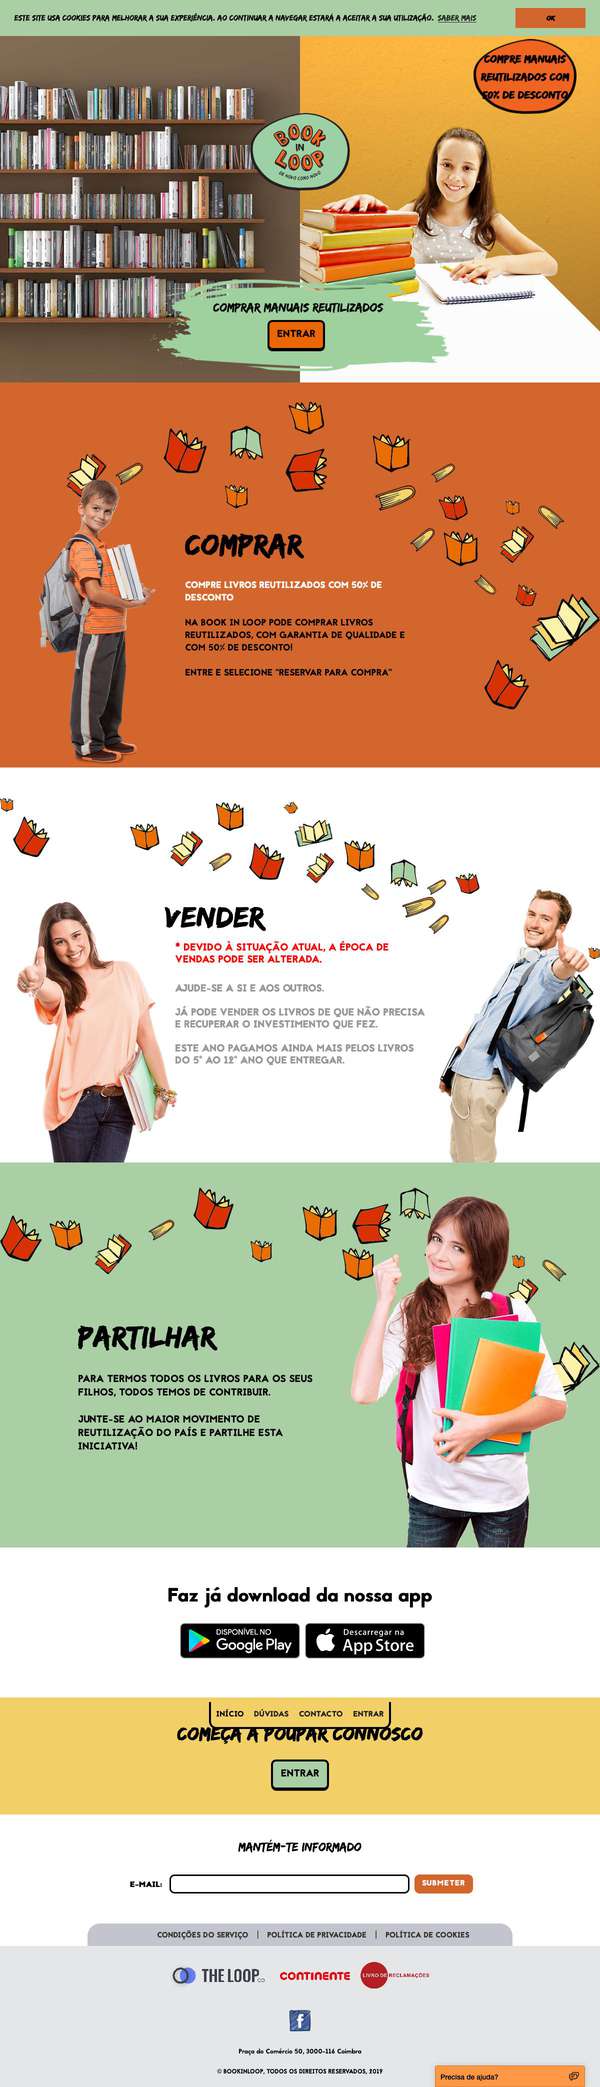 ESTE SITE USA COOKIES PARA MELHORAR A SUA EXPERIÊNCIA. AO CONTINUAR A NAVEGAR ESTARÁ A ACEITAR A SUA UTILIZAÇÃO. SABER MAIS
OK
COMPRE MANUAIS
REUTILIZADOS COM
50% DE DESCONTO
BOOK
IN
LOOP
DE NOVO COMO NOVO
COMPRAR MANUAIS REUTILIZADOS
ENTRAR
COMPRAR
COMPRE LIVROS REUTILIZADOS COM 50% DE
DESCONTO
NA BOOK IN LOOP PODE COMPRAR LIVROS
REUTILIZADOS, COM GARANTIA DE QUALIDADE E
COM 50% DE DESCONTO!
ENTRE E SELECIONE "RESERVAR PARA COMPRA"
VENDER
* DEVIDO À SITUAÇÃO ATUAL, A ÉPOCA DE
VENDAS PODE SER ALTERADA.
AJUDE-SE A SI E AOS OUTROS.
JÁ PODE VENDER OS LIVROS DE QUE NÃO PRECISA
E RECUPERAR O INVESTIMENTO QUE FEZ.
ESTE ANO PAGAMOS AINDA MAIS PELOS LIVROS
DO 5º AO 12º ANO QUE ENTREGAR.
PARTILHAR
PARA TERMOS TODOS OS LIVROS PARA OS SEUS
FILHOS, TODOS TEMOS DE CONTRIBUIR.
JUNTE-SE AO MAIOR MOVIMENTO DE
REUTILIZAÇÃO DO PAÍS E PARTILHE ESTA
INICIATIVA!
Faz já download da nossa app
DISPONÍVEL NO
Google Play
Descarregar na
App Store
INÍCIO DÚVIDAS CONTACTO ENTRAR
COMEÇA A POUPAR CONNOSCO
ENTRAR
MANTÉM-TE INFORMADO
E-MAIL:
SUBMETER
CONDIÇÕES DO SERVIÇO | POLÍTICA DE PRIVACIDADE | POLÍTICA DE COOKIES
THE LOOP CO
CONTINENTE
LIVRO DE RECLAMAÇÕES
f
Praça do Comércio 50, 3000-116 Coimbra
© BOOKINLOOP, TODOS OS DIREITOS RESERVADOS, 2019
Precisa de ajuda?